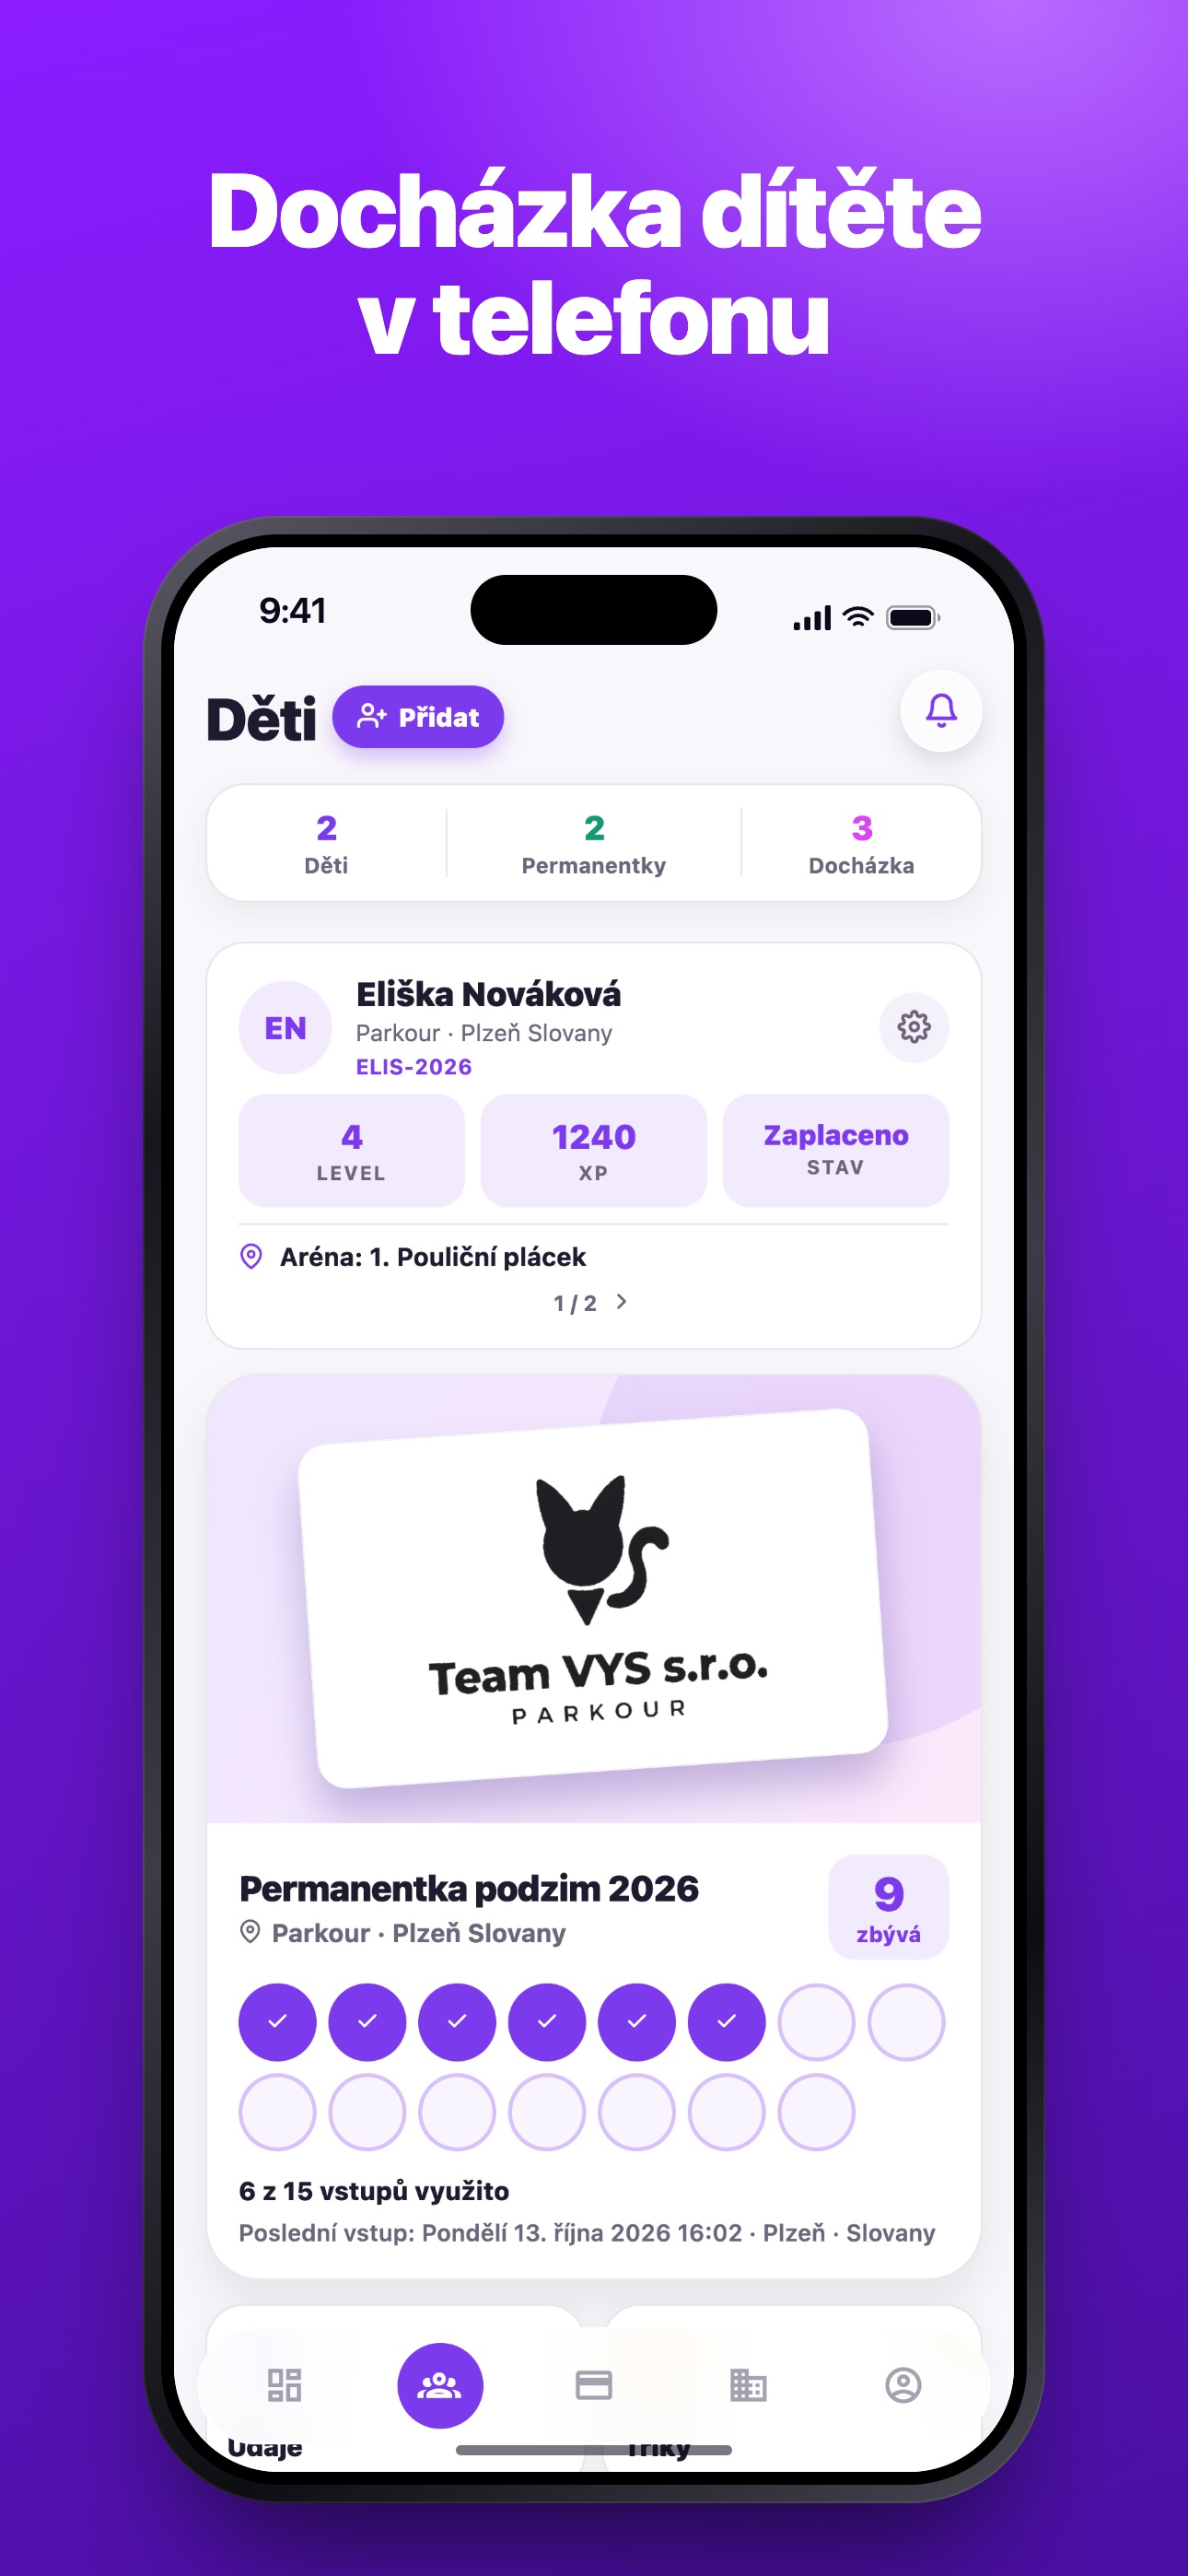 Docházka dítěte
v telefonu
9:41
Děti
Přidat
2
Děti
2
Permanentky
3
Docházka
EN
Eliška Nováková
Parkour · Plzeň Slovany
ELIS-2026
4
LEVEL
1240
XP
Zaplaceno
STAV
Aréna: 1. Pouliční plácek
1 / 2
Team VYS s.r.o.
PARKOUR
Permanentka podzim 2026
Parkour · Plzeň Slovany
9
zbývá
6 z 15 vstupů využito
Poslední vstup: Pondělí 13. října 2026 16:02 · Plzeň · Slovany
Údaje
Triky